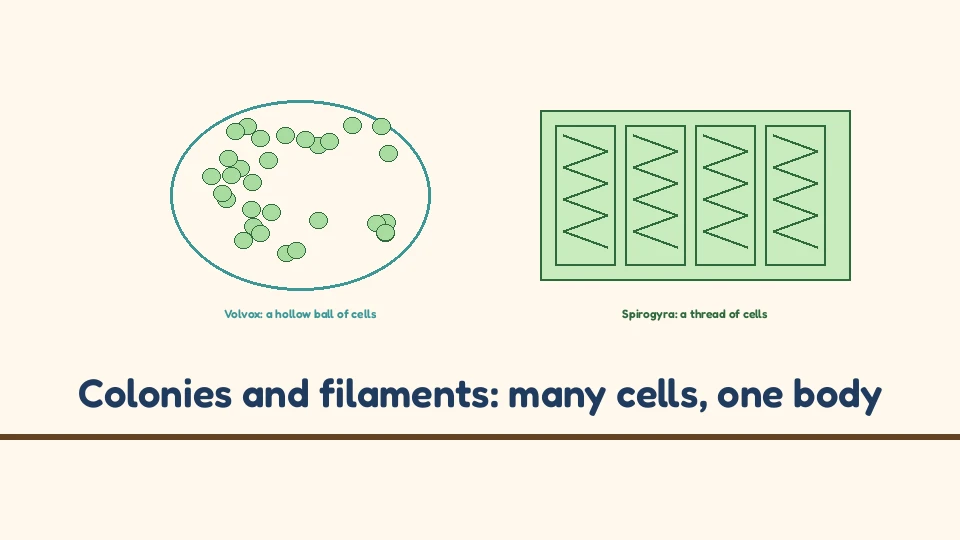 Volvox: a hollow ball of cells
Spirogyra: a thread of cells
Colonies and filaments: many cells, one body